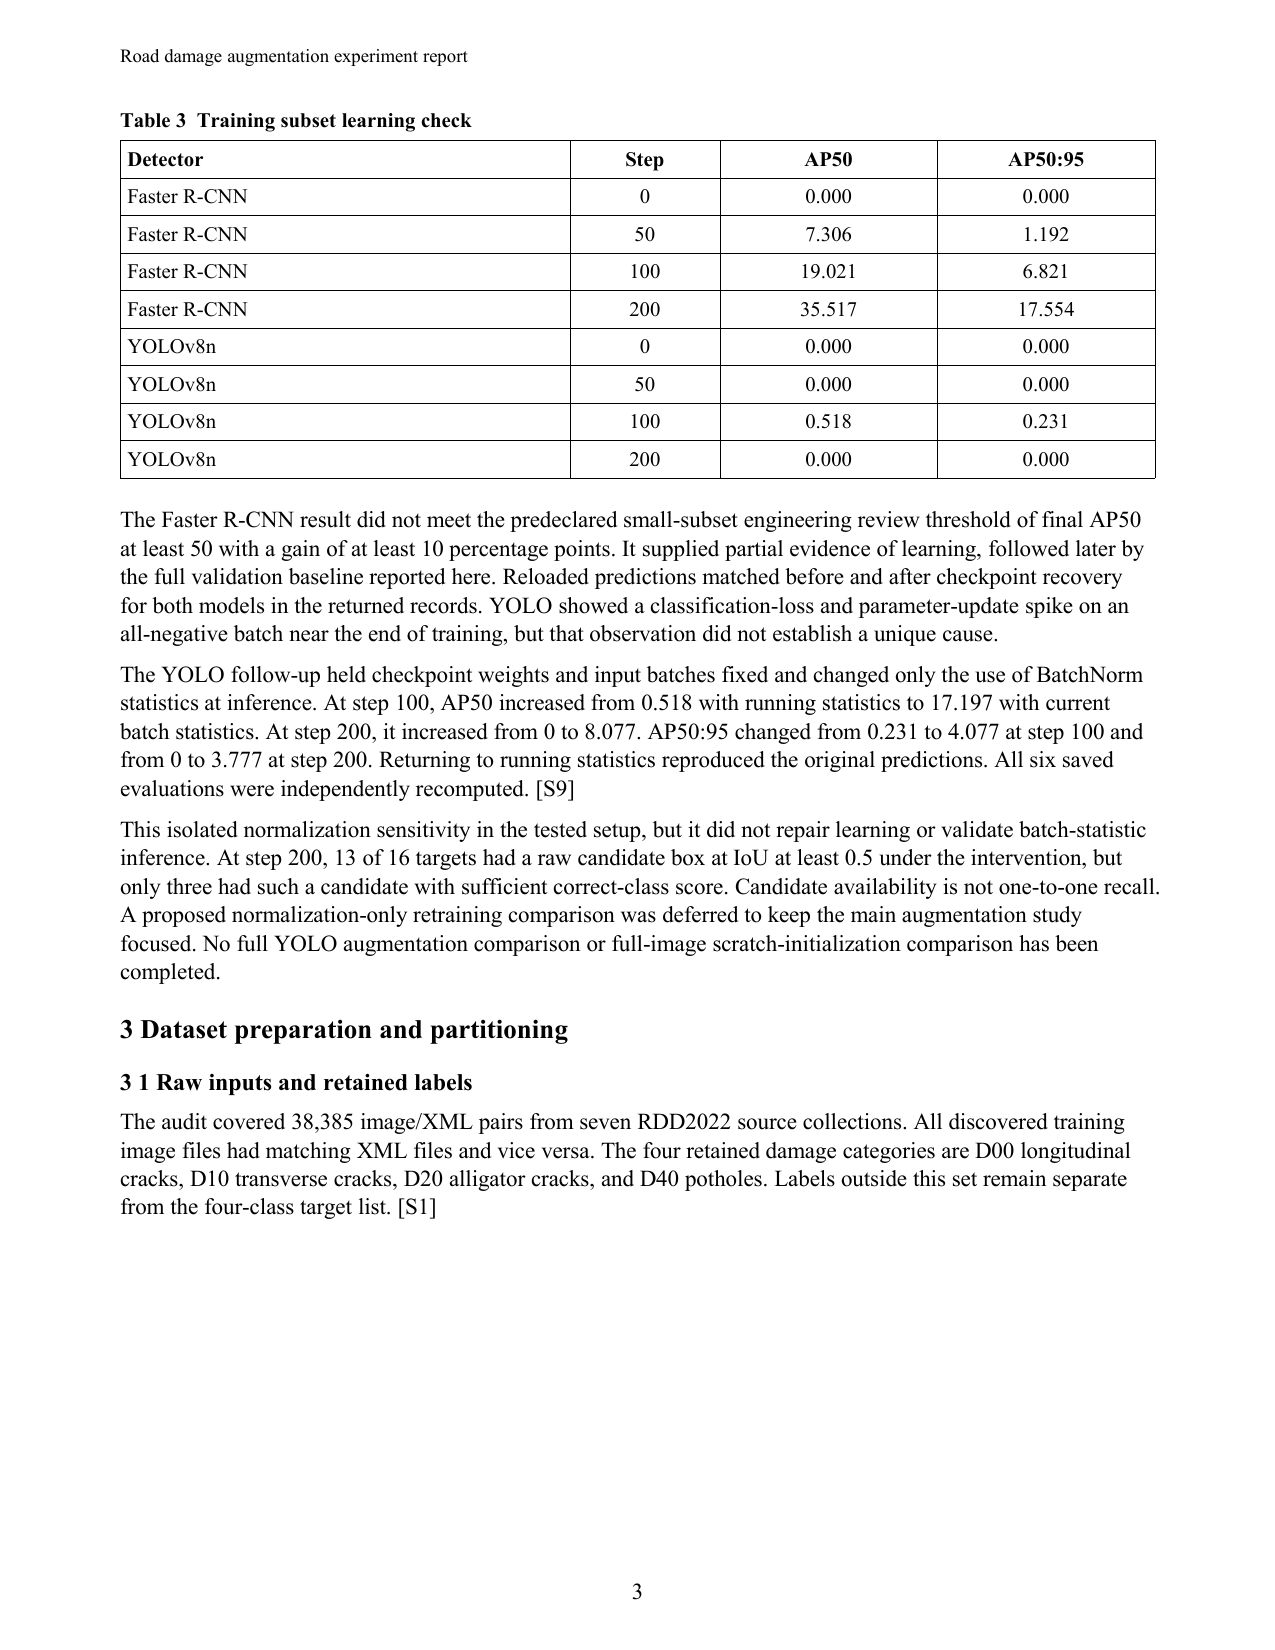 Road damage augmentation experiment report
Table 3  Training subset learning check
Detector Step AP50 AP50:95
Faster R-CNN 0 0.000 0.000
Faster R-CNN 50 7.306 1.192
Faster R-CNN 100 19.021 6.821
Faster R-CNN 200 35.517 17.554
YOLOv8n 0 0.000 0.000
YOLOv8n 50 0.000 0.000
YOLOv8n 100 0.518 0.231
YOLOv8n 200 0.000 0.000
The Faster R-CNN result did not meet the predeclared small-subset engineering review threshold of final AP50
at least 50 with a gain of at least 10 percentage points. It supplied partial evidence of learning, followed later by
the full validation baseline reported here. Reloaded predictions matched before and after checkpoint recovery
for both models in the returned records. YOLO showed a classification-loss and parameter-update spike on an
all-negative batch near the end of training, but that observation did not establish a unique cause.
The YOLO follow-up held checkpoint weights and input batches fixed and changed only the use of BatchNorm
statistics at inference. At step 100, AP50 increased from 0.518 with running statistics to 17.197 with current
batch statistics. At step 200, it increased from 0 to 8.077. AP50:95 changed from 0.231 to 4.077 at step 100 and
from 0 to 3.777 at step 200. Returning to running statistics reproduced the original predictions. All six saved
evaluations were independently recomputed. [S9]
This isolated normalization sensitivity in the tested setup, but it did not repair learning or validate batch-statistic
inference. At step 200, 13 of 16 targets had a raw candidate box at IoU at least 0.5 under the intervention, but
only three had such a candidate with sufficient correct-class score. Candidate availability is not one-to-one recall.
A proposed normalization-only retraining comparison was deferred to keep the main augmentation study
focused. No full YOLO augmentation comparison or full-image scratch-initialization comparison has been
completed.
3 Dataset preparation and partitioning
3 1 Raw inputs and retained labels
The audit covered 38,385 image/XML pairs from seven RDD2022 source collections. All discovered training
image files had matching XML files and vice versa. The four retained damage categories are D00 longitudinal
cracks, D10 transverse cracks, D20 alligator cracks, and D40 potholes. Labels outside this set remain separate
from the four-class target list. [S1]
3